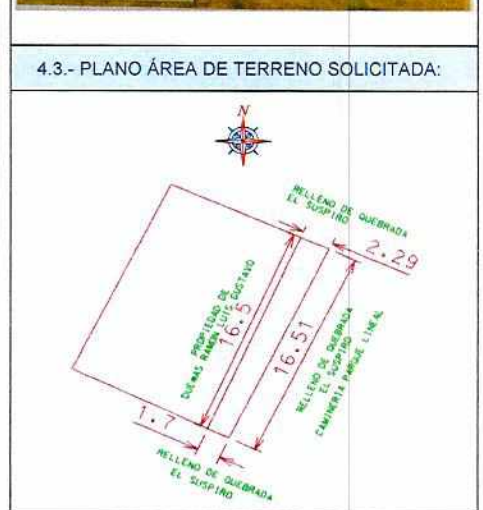 4.3.- PLANO ÁREA DE TERRENO SOLICITADA:
N
RELLENO DE QUEBRADA
EL SUSPIRO
2.29
PROPIEDAD DE
DUEÑAS RAMON LUIS GUSTAVO
16.5
16.51
RELLENO DE QUEBRADA
EL SUSPIRO
CAMINERIA PARQUE LINEAL
1.7
RELLENO DE QUEBRADA
EL SUSPIRO